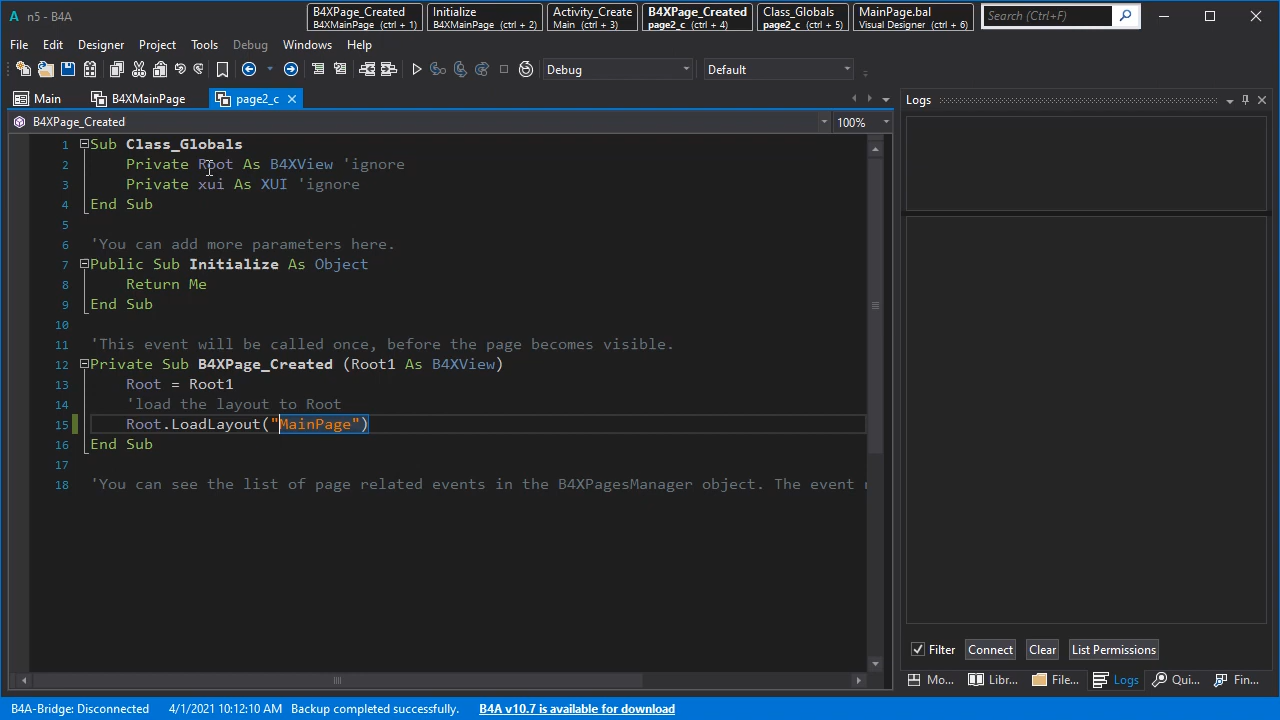 n5 - B4A
B4XPage_Created
B4XMainPage (ctrl + 1)
Initialize
B4XMainPage (ctrl + 2)
Activity_Create
Main (ctrl + 3)
B4XPage_Created
page2_c (ctrl + 4)
Class_Globals
page2_c (ctrl + 5)
MainPage.bal
Visual Designer (ctrl + 6)
Search (Ctrl+F)
File Edit Designer Project Tools Debug Windows Help
Debug Default
Main B4XMainPage page2_c
Logs
B4XPage_Created 100%
1 Sub Class_Globals
2 Private Root As B4XView 'ignore
3 Private xui As XUI 'ignore
4 End Sub
5
6 'You can add more parameters here.
7 Public Sub Initialize As Object
8 Return Me
9 End Sub
10
11 'This event will be called once, before the page becomes visible.
12 Private Sub B4XPage_Created (Root1 As B4XView)
13 Root = Root1
14 'load the layout to Root
15 Root.LoadLayout("MainPage")
16 End Sub
17
18 'You can see the list of page related events in the B4XPagesManager object. The event
Filter Connect Clear List Permissions
Mo... Libr... File... Logs Qui... Fin...
B4A-Bridge: Disconnected 4/1/2021 10:12:10 AM Backup completed successfully. B4A v10.7 is available for download